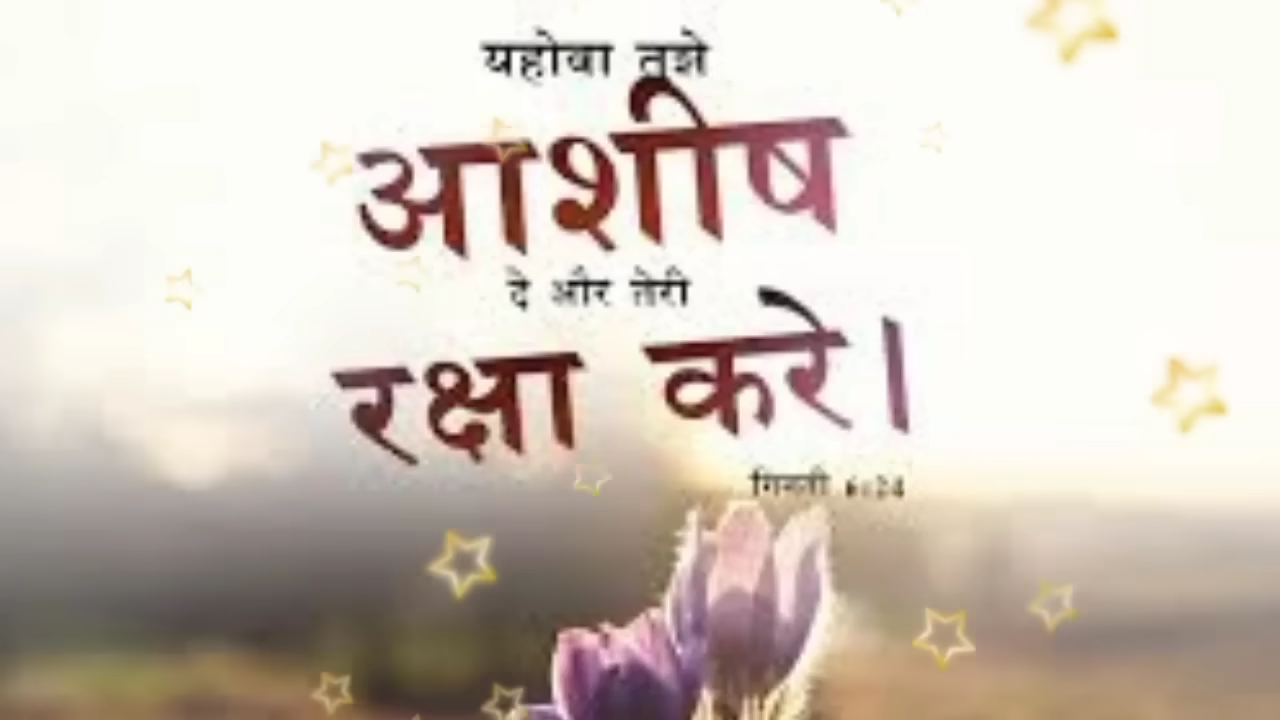 यहोवा तुझे
आशीष
दे और तेरी
रक्षा करे।
गिनती 6:24